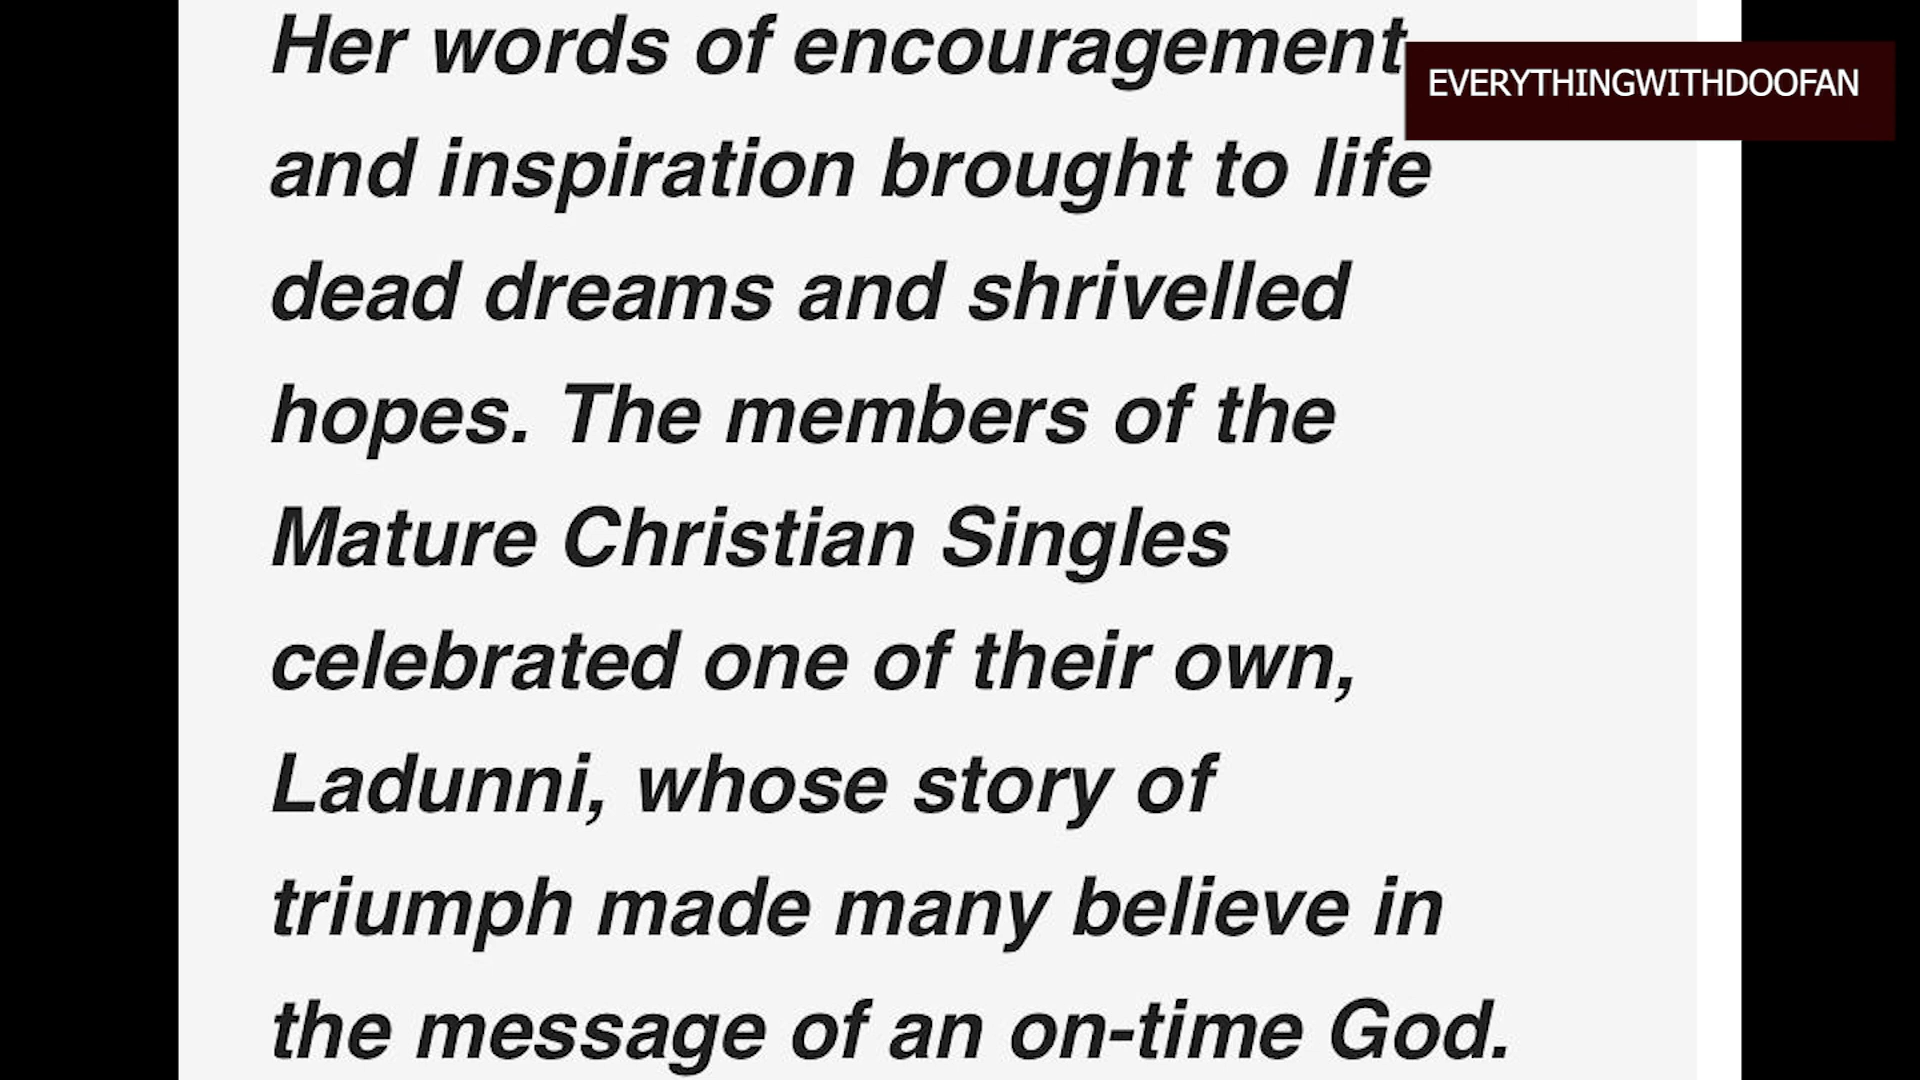 Her words of encouragement
EVERYTHINGWITHDOOFAN
and inspiration brought to life
dead dreams and shrivelled
hopes. The members of the
Mature Christian Singles
celebrated one of their own,
Ladunni, whose story of
triumph made many believe in
the message of an on-time God.